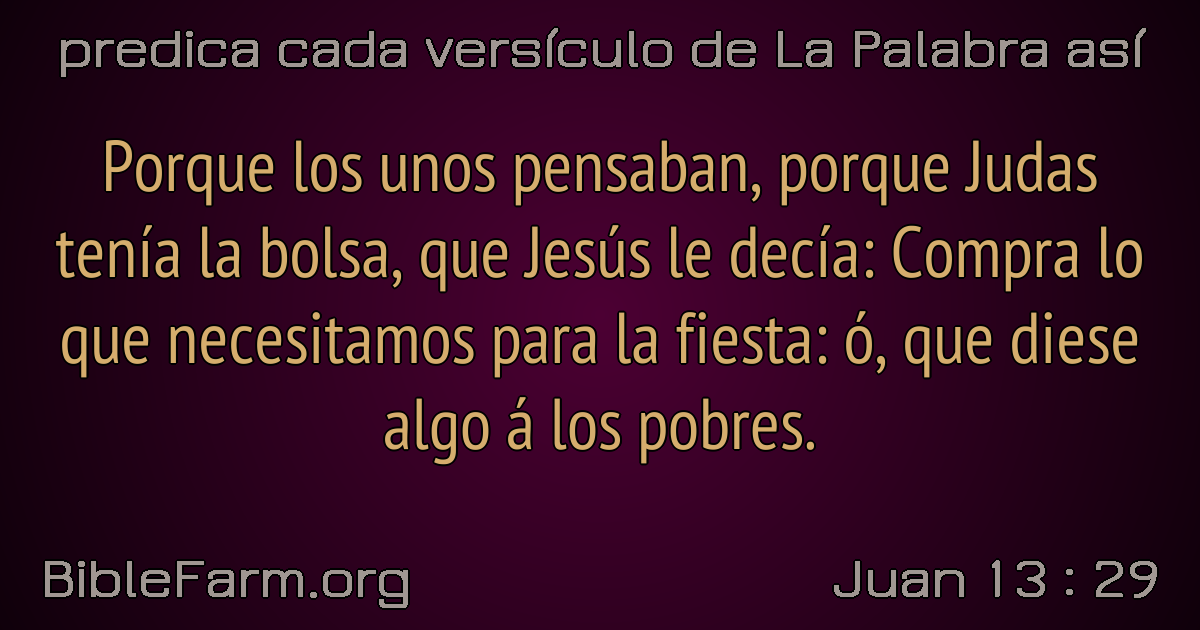 predica cada versículo de La Palabra así
Porque los unos pensaban, porque Judas
tenía la bolsa, que Jesús le decía: Compra lo
que necesitamos para la fiesta: ó, que diese
algo á los pobres.
BibleFarm.org
Juan 13 : 29